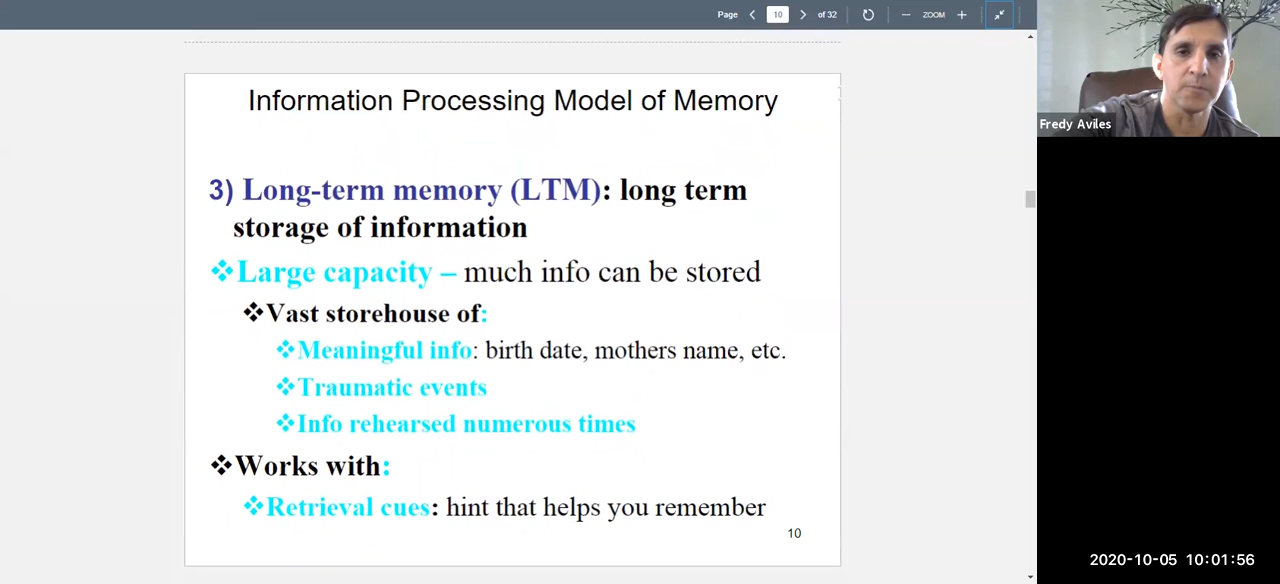 Page 10 of 32 ZOOM
Information Processing Model of Memory
3) Long-term memory (LTM): long term
storage of information
❖Large capacity – much info can be stored
❖Vast storehouse of:
❖Meaningful info: birth date, mothers name, etc.
❖Traumatic events
❖Info rehearsed numerous times
❖Works with:
❖Retrieval cues: hint that helps you remember
10
Fredy Aviles
2020-10-05 10:01:56